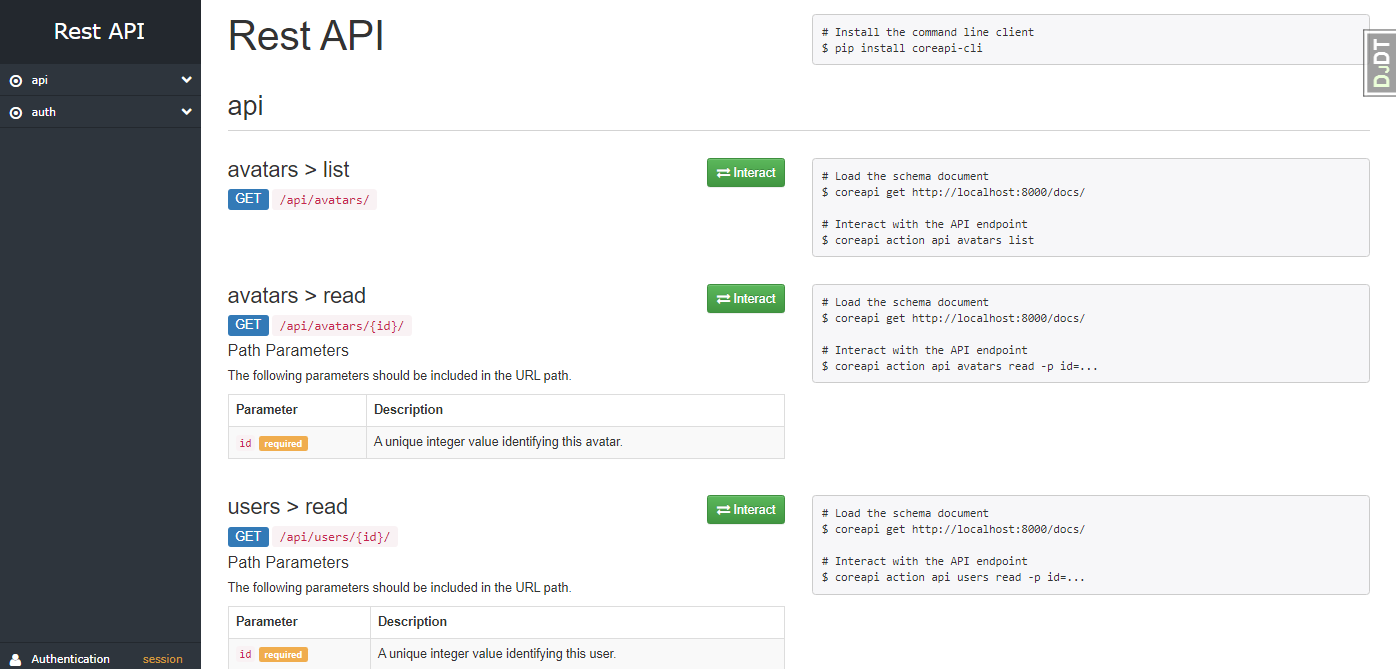 Rest API
api
auth
Authentication session
Rest API
# Install the command line client
$ pip install coreapi-cli
DJDT
api
avatars > list
Interact
GET /api/avatars/
# Load the schema document
$ coreapi get http://localhost:8000/docs/
# Interact with the API endpoint
$ coreapi action api avatars list
avatars > read
Interact
GET /api/avatars/{id}/
Path Parameters
The following parameters should be included in the URL path.
Parameter Description
id required A unique integer value identifying this avatar.
# Load the schema document
$ coreapi get http://localhost:8000/docs/
# Interact with the API endpoint
$ coreapi action api avatars read -p id=...
users > read
Interact
GET /api/users/{id}/
Path Parameters
The following parameters should be included in the URL path.
Parameter Description
id required A unique integer value identifying this user.
# Load the schema document
$ coreapi get http://localhost:8000/docs/
# Interact with the API endpoint
$ coreapi action api users read -p id=...